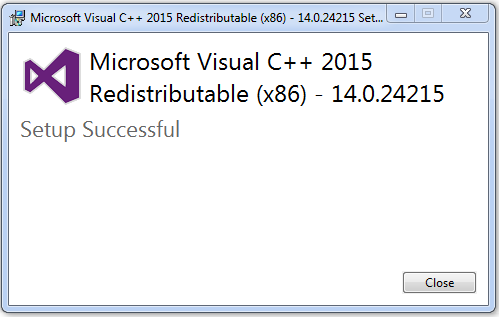 Microsoft Visual C++ 2015 Redistributable (x86) - 14.0.24215 Set...
Microsoft Visual C++ 2015
Redistributable (x86) - 14.0.24215
Setup Successful
Close